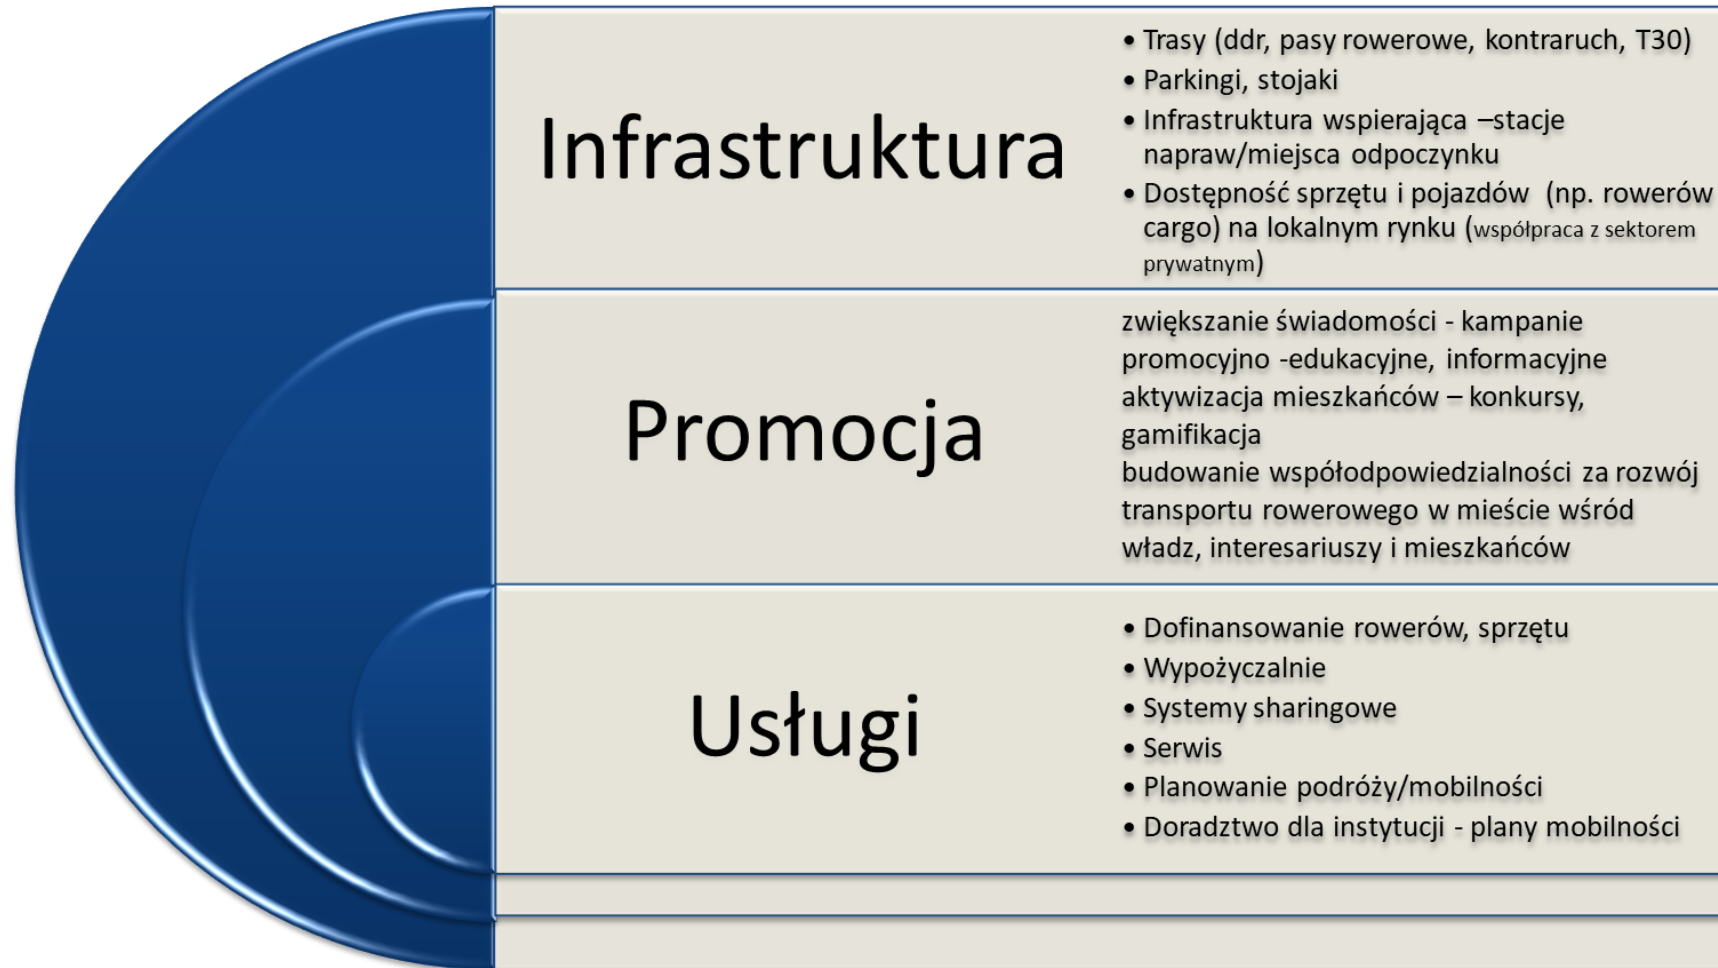 Infrastruktura
• Trasy (ddr, pasy rowerowe, kontraruch, T30)
• Parkingi, stojaki
• Infrastruktura wspierająca –stacje
napraw/miejsca odpoczynku
• Dostępność sprzętu i pojazdów (np. rowerów
cargo) na lokalnym rynku (współpraca z sektorem
prywatnym)
Promocja
zwiększanie świadomości - kampanie
promocyjno -edukacyjne, informacyjne
aktywizacja mieszkańców – konkursy,
gamifikacja
budowanie współodpowiedzialności za rozwój
transportu rowerowego w mieście wśród
władz, interesariuszy i mieszkańców
Usługi
• Dofinansowanie rowerów, sprzętu
• Wypożyczalnie
• Systemy sharingowe
• Serwis
• Planowanie podróży/mobilności
• Doradztwo dla instytucji - plany mobilności